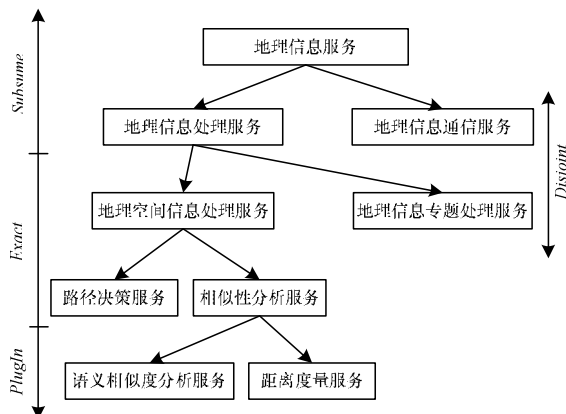 地理信息服务
Subsume
地理信息处理服务
地理信息通信服务
Disjoint
地理空间信息处理服务
地理信息专题处理服务
Exact
路径决策服务
相似性分析服务
PlugIn
语义相似度分析服务
距离度量服务